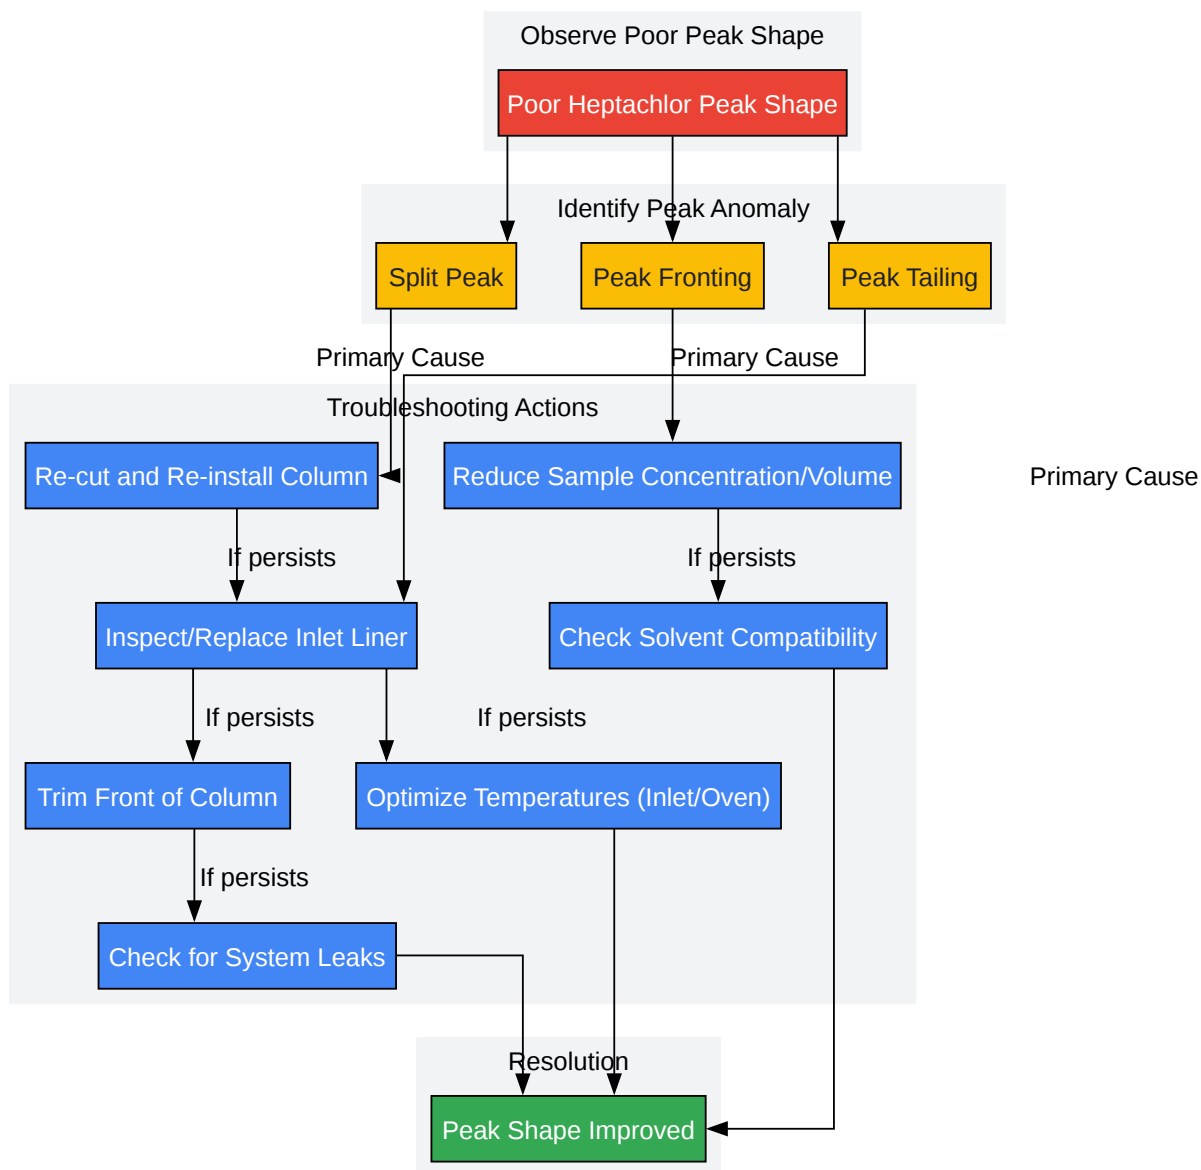 Observe Poor Peak Shape
Poor Heptachlor Peak Shape
Identify Peak Anomaly
Split Peak
Peak Fronting
Peak Tailing
Primary Cause
Primary Cause
Troubleshooting Actions
Re-cut and Re-install Column
Reduce Sample Concentration/Volume
Primary Cause
If persists
If persists
Inspect/Replace Inlet Liner
Check Solvent Compatibility
If persists
If persists
Trim Front of Column
Optimize Temperatures (Inlet/Oven)
If persists
Check for System Leaks
Resolution
Peak Shape Improved